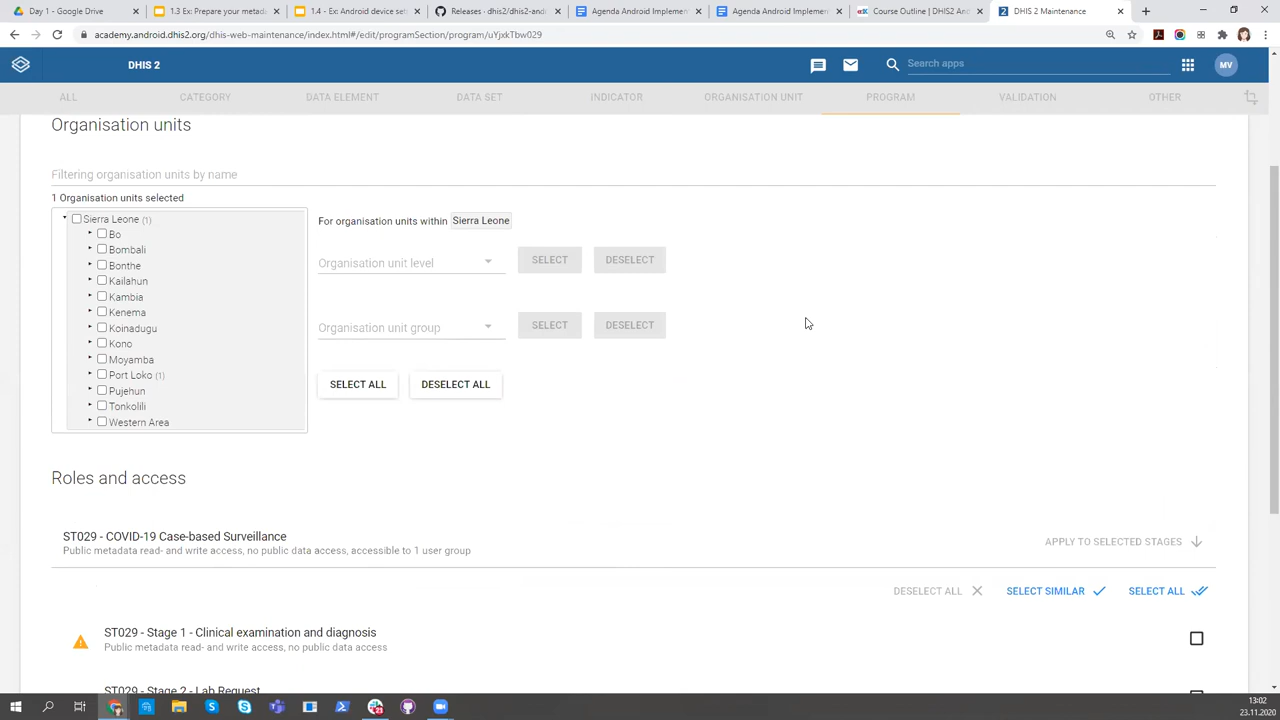 Day 1 - Google Drive
1.3 Ex: Prepare your metad
1.4 - Ex: Android device set
Releases · dhis2/dhis2-andr
Agenda Android Implement
Agenda Android Implement
Course Outline | DHIS2 And
DHIS 2 Maintenance
academy.android.dhis2.org/dhis-web-maintenance/index.html#/edit/programSection/program/uYjxkTbw029
DHIS 2
Search apps
MV
ALL
CATEGORY
DATA ELEMENT
DATA SET
INDICATOR
ORGANISATION UNIT
PROGRAM
VALIDATION
OTHER
Organisation units
Filtering organisation units by name
1 Organisation units selected
Sierra Leone (1)
Bo
Bombali
Bonthe
Kailahun
Kambia
Kenema
Koinadugu
Kono
Moyamba
Port Loko (1)
Pujehun
Tonkolili
Western Area
For organisation units within Sierra Leone
Organisation unit level
SELECT
DESELECT
Organisation unit group
SELECT
DESELECT
SELECT ALL
DESELECT ALL
Roles and access
ST029 - COVID-19 Case-based Surveillance
Public metadata read- and write access, no public data access, accessible to 1 user group
APPLY TO SELECTED STAGES
DESELECT ALL
SELECT SIMILAR
SELECT ALL
ST029 - Stage 1 - Clinical examination and diagnosis
Public metadata read- and write access, no public data access
ST029 - Stage 2 - Lab Request
13:02
23.11.2020